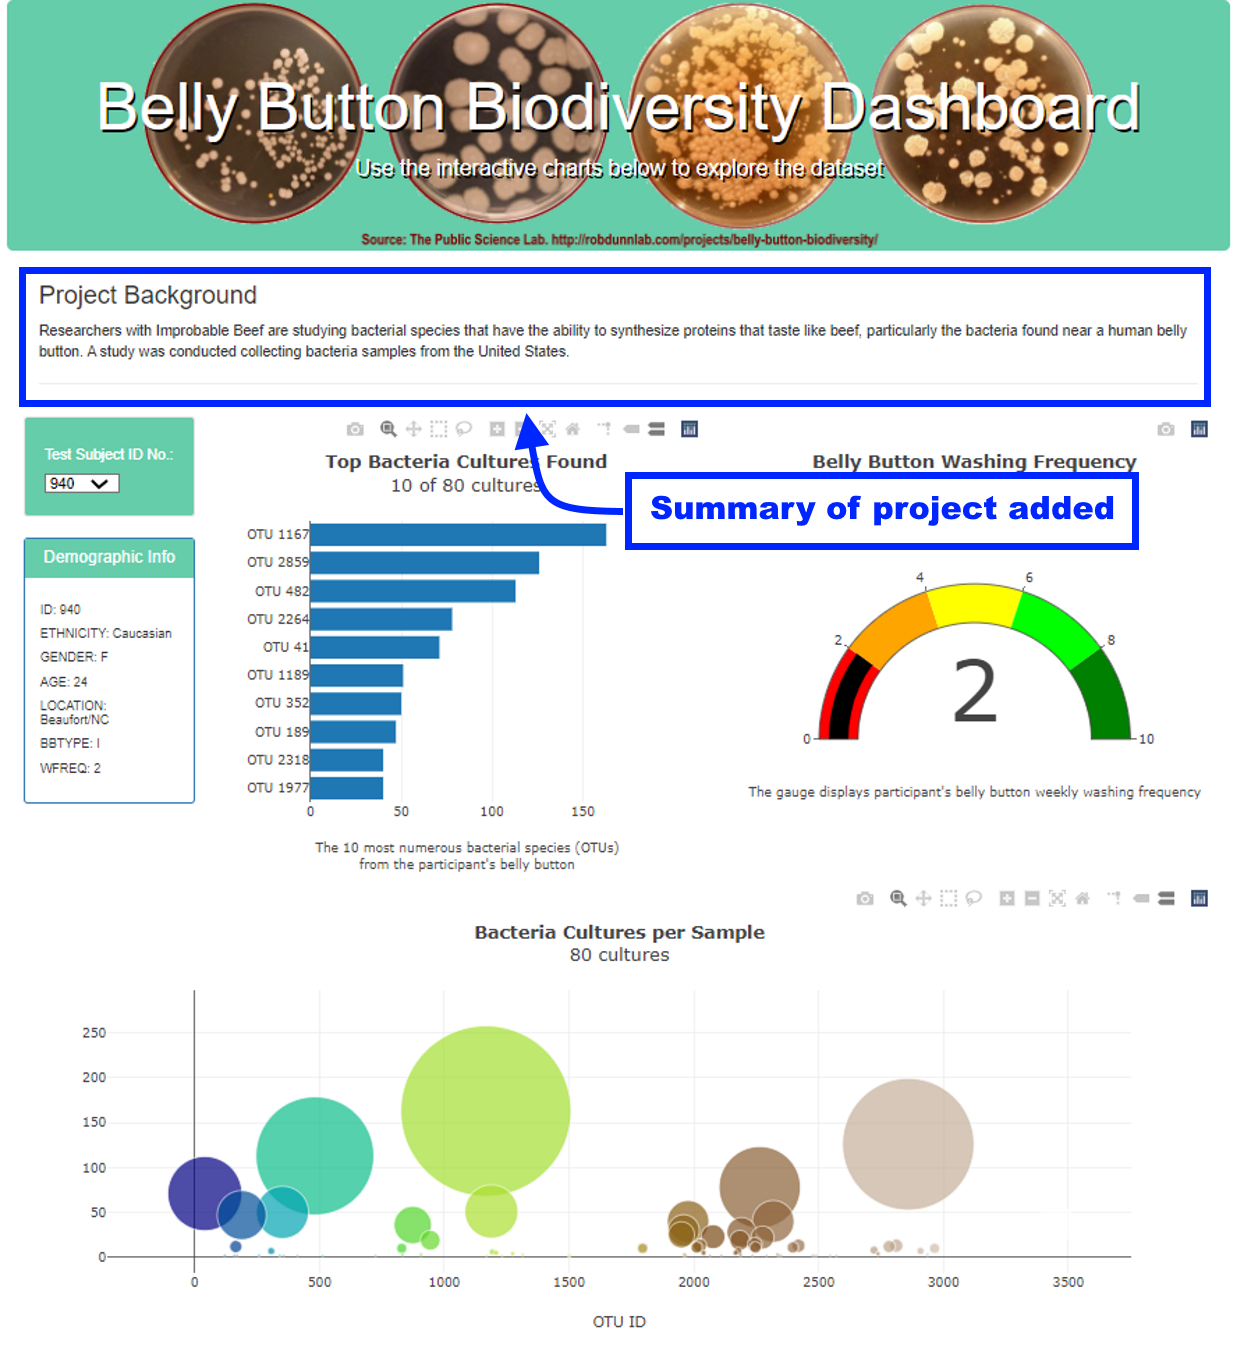 Belly Button Biodiversity Dashboard
Use the interactive charts below to explore the dataset
Source: The Public Science Lab. http://robdunnlab.com/projects/belly-button-biodiversity/
Project Background
Researchers with Improbable Beef are studying bacterial species that have the ability to synthesize proteins that taste like beef, particularly the bacteria found near a human belly
button. A study was conducted collecting bacteria samples from the United States.
Test Subject ID No.:
940
Demographic Info
ID: 940
ETHNICITY: Caucasian
GENDER: F
AGE: 24
LOCATION:
Beaufort/NC
BBTYPE: I
WFREQ: 2
Top Bacteria Cultures Found
10 of 80 cultures
OTU 1167
OTU 2859
OTU 482
OTU 2264
OTU 41
OTU 1189
OTU 352
OTU 189
OTU 2318
OTU 1977
0 50 100 150
The 10 most numerous bacterial species (OTUs)
from the participant's belly button
Belly Button Washing Frequency
Summary of project added
0
2
4
6
8
10
2
The gauge displays participant's belly button weekly washing frequency
Bacteria Cultures per Sample
80 cultures
250
200
150
100
50
0
0 500 1000 1500 2000 2500 3000 3500
OTU ID